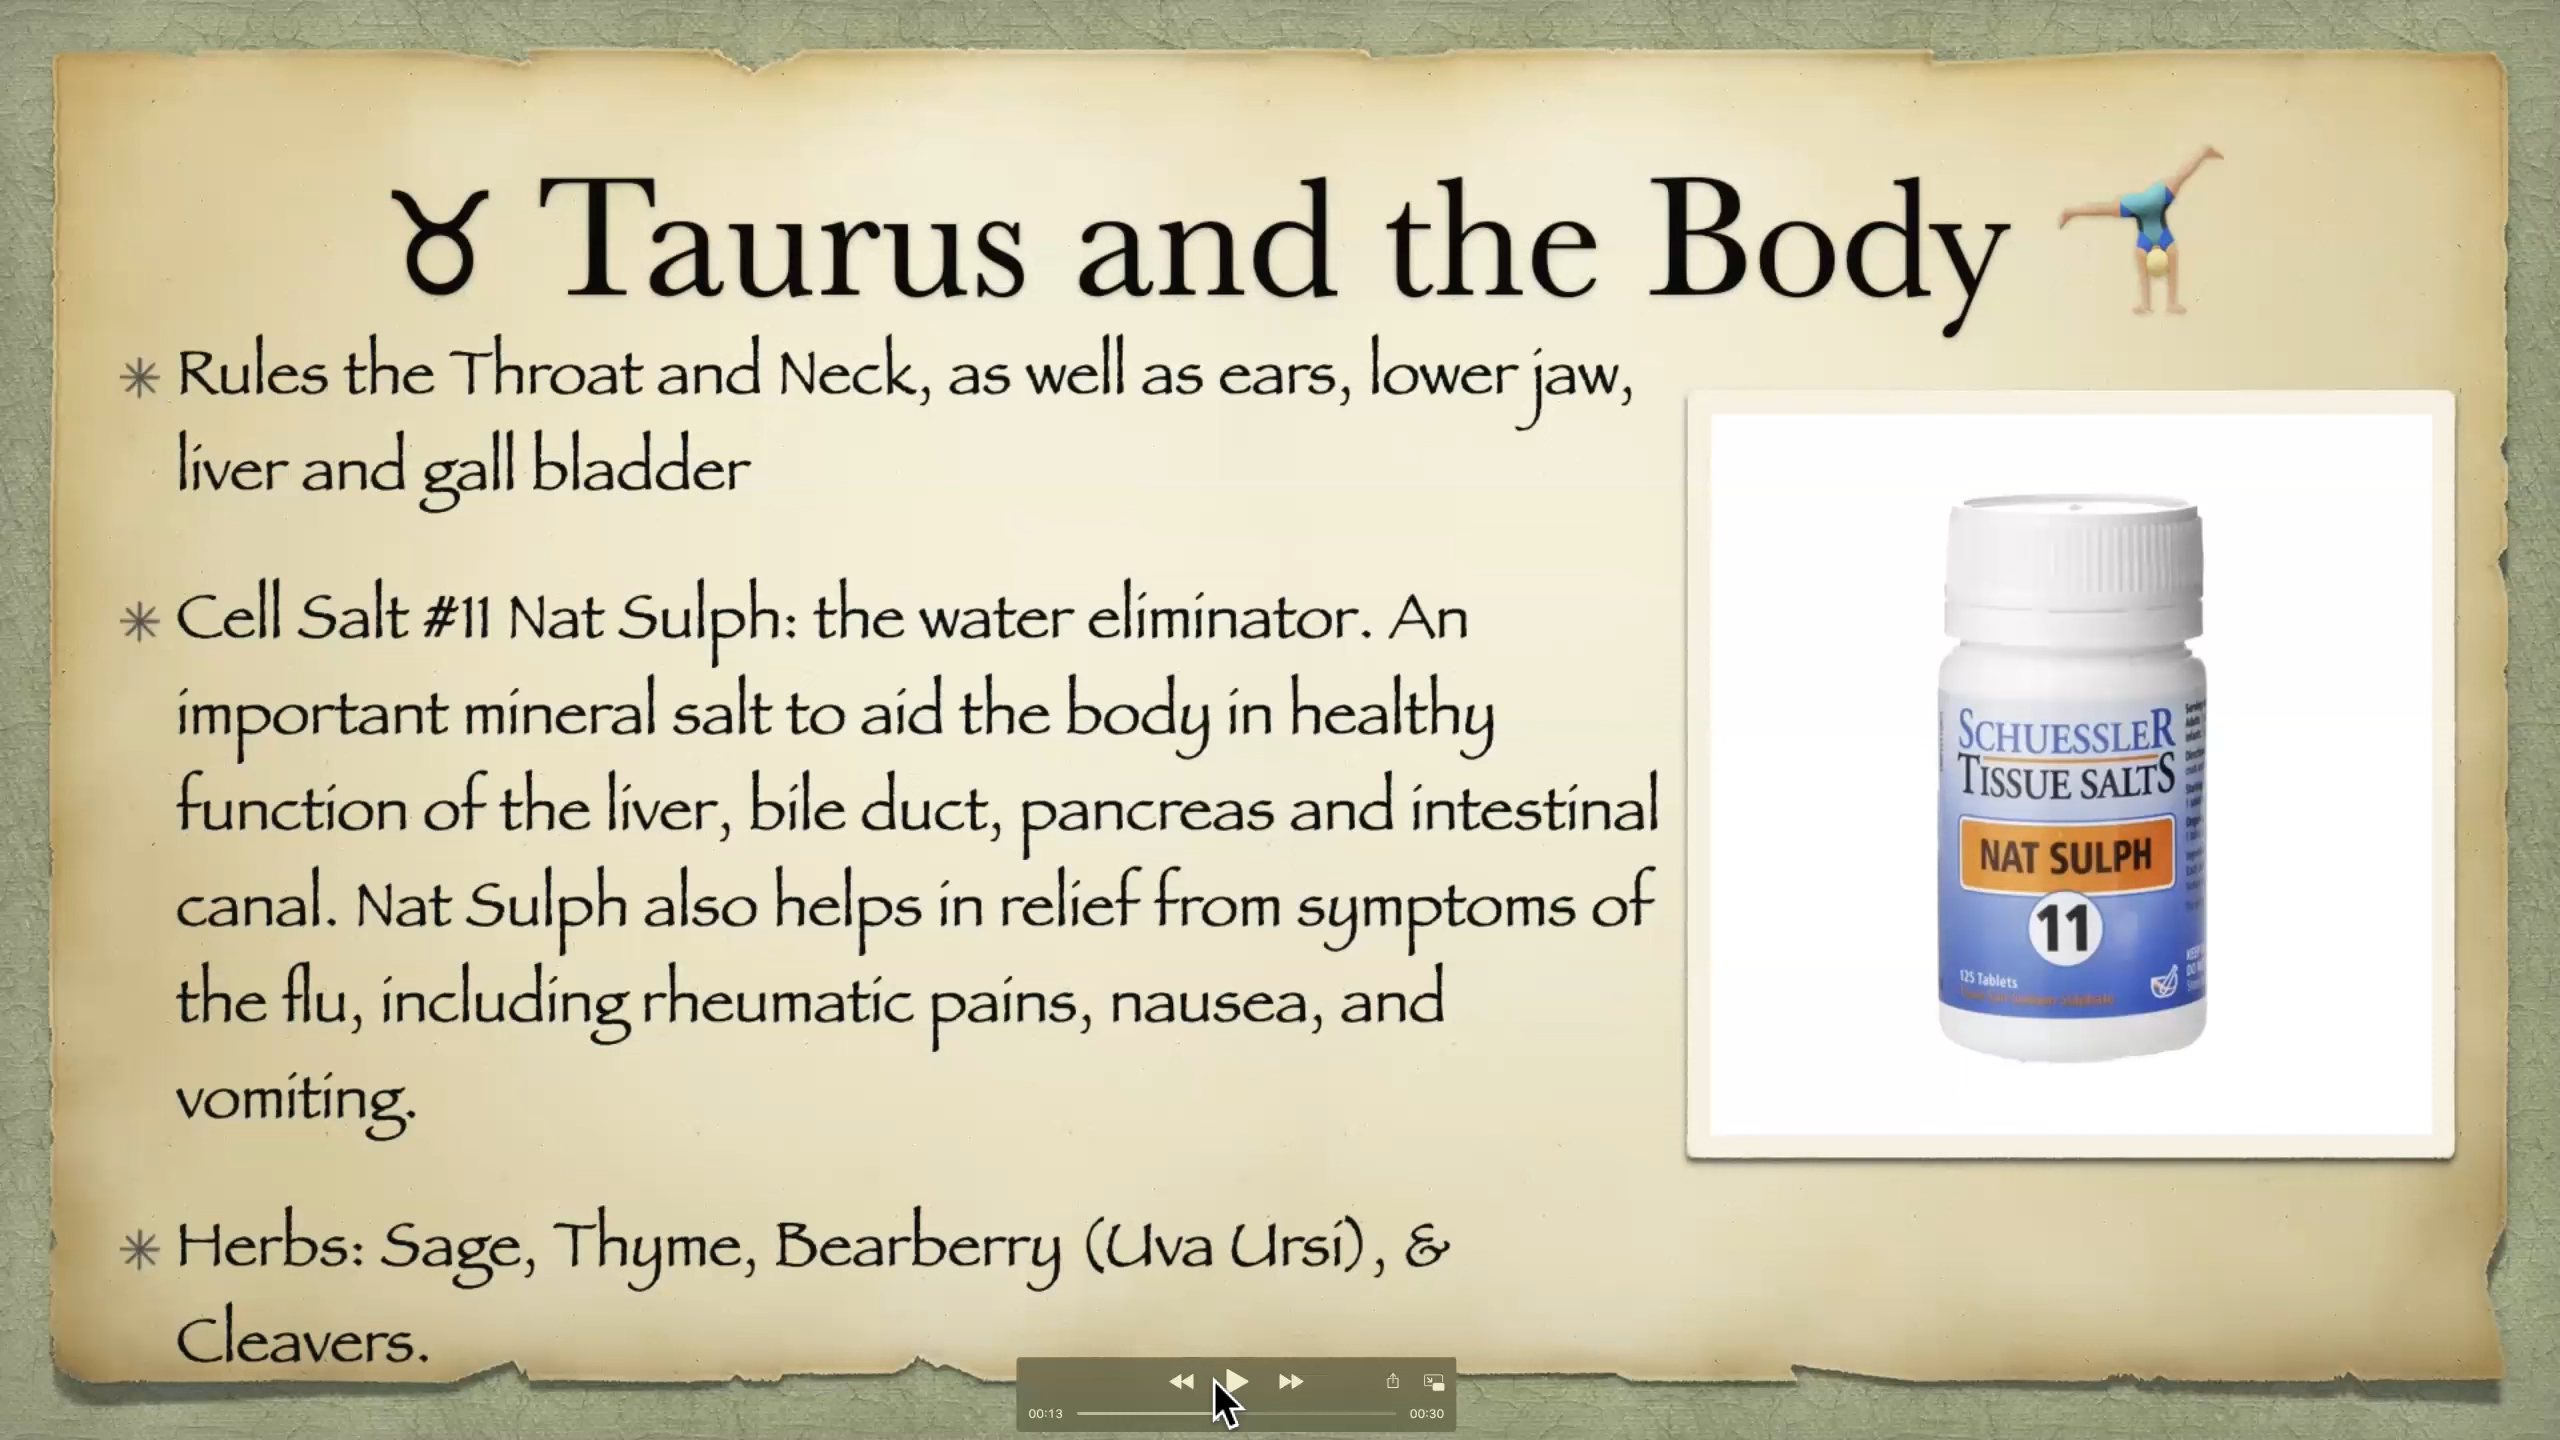 ♉ Taurus and the Body
Rules the Throat and Neck, as well as ears, lower jaw,
liver and gall bladder
Cell Salt #11 Nat Sulph: the water eliminator. An
important mineral salt to aid the body in healthy
function of the liver, bile duct, pancreas and intestinal
canal. Nat Sulph also helps in relief from symptoms of
the flu, including rheumatic pains, nausea, and
vomiting.
Herbs: Sage, Thyme, Bearberry (Uva Ursi), &
Cleavers.
SCHUESSLER
TISSUE SALTS
NAT SULPH
11
125 Tablets
00:13
00:30